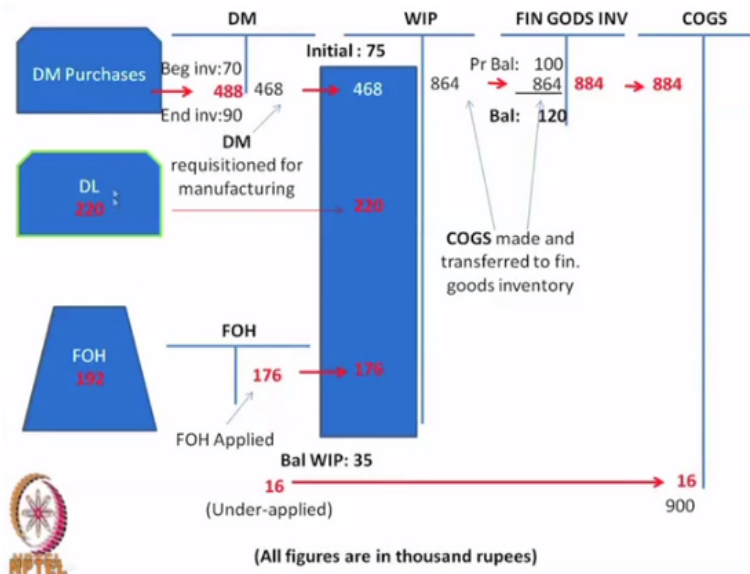 DM
WIP
FIN GODS INV
COGS
Initial : 75
DM Purchases
Beg inv:70
488
468
End inv:90
468
864
Pr Bal: 100
864
884
884
Bal: 120
DM
requisitioned for
manufacturing
DL
220
220
COGS made and
transferred to fin.
goods inventory
FOH
FOH
192
176
176
FOH Applied
Bal WIP: 35
16
16
(Under-applied)
900
(All figures are in thousand rupees)
NPTEL